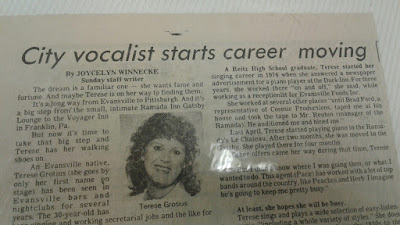 City vocalist starts career moving
By JOYCELYN WINNECKE
Sunday staff writer
The dream is a familiar one — she wants fame and
fortune. And maybe Terese is on her way to finding them.
It's a long way from Evansville to Pittsburgh. And it's
a big step from the small, intimate Ramada Inn Gatsby
Lounge to the Voyager Inn
in Franklin, Pa.
But now it's time to
take that big step and
Terese has her walking
shoes on.
An Evansville native,
Terese Grotius (she goes
by only her first name on
stage) has been seen in
Evansville bars and
nightclubs for several
years. The 30-year-old has
singing and working secretarial jobs and the like for
Terese Grotius
A Reitz High School graduate, Terese started her
singing career in 1976 when she answered a newspaper
advertisement for a piano player at the Duck Inn. For three
years, she worked there "on and off," she said, while
working as a receptionist for Evansville Foods Inc.
She worked at several other places "until Brad Ford, a
representative of Cosmic Productions, taped me at his
home and took the tape to Mr. Reuton manager of the
Ramada. He auditioned me and hired me."
Last April, Terese started playing piano in the Rama-
da's Le Chateau. After two months, she was moved to the
Gatsby. She played there for four months.
other offers came her way during that time, Terese
know where I was going then, or what I
wanted to do. This agent (Pace) has worked with a lot of top
bands around the country, like Peaches and Herb. I imagine
he's going to keep me pretty busy."
At least, she hopes he will be busy.
Terese sings and plays a wide selection of easy-listen-
"including a whole variety of styles." She does